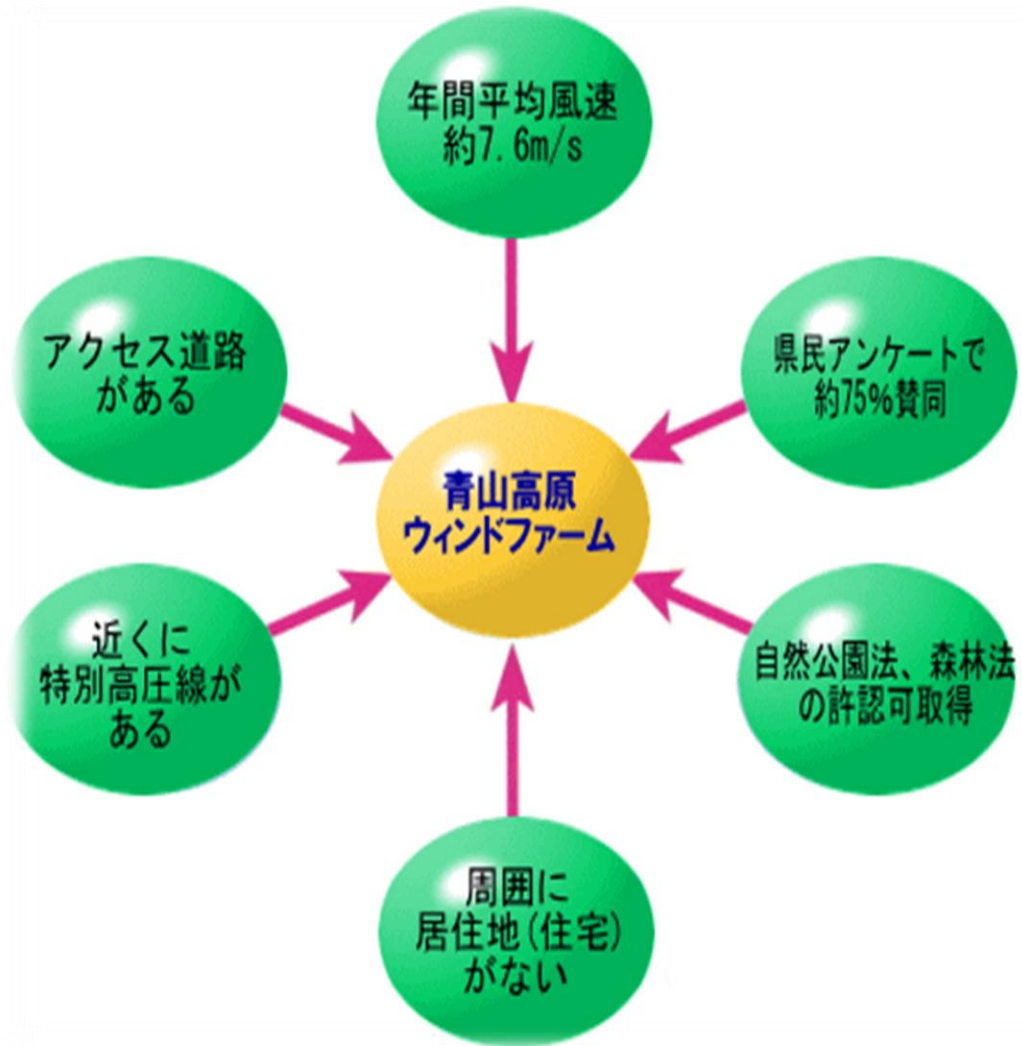 年間平均風速
約7.6m/s
県民アンケートで
約75%賛同
自然公園法、森林法
の許認可取得
周囲に
居住地(住宅)
がない
近くに
特別高圧線が
ある
アクセス道路
がある
青山高原
ウィンドファーム